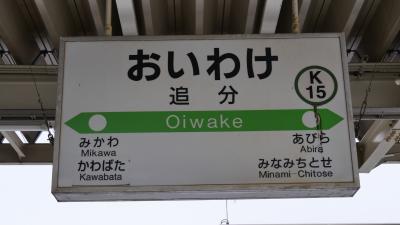 おいわけ
K
15
追分
Oiwake
みかわ
Mikawa
かわばた
Kawabata
あびら
Abira
みなみちとせ
Minami-Chitose